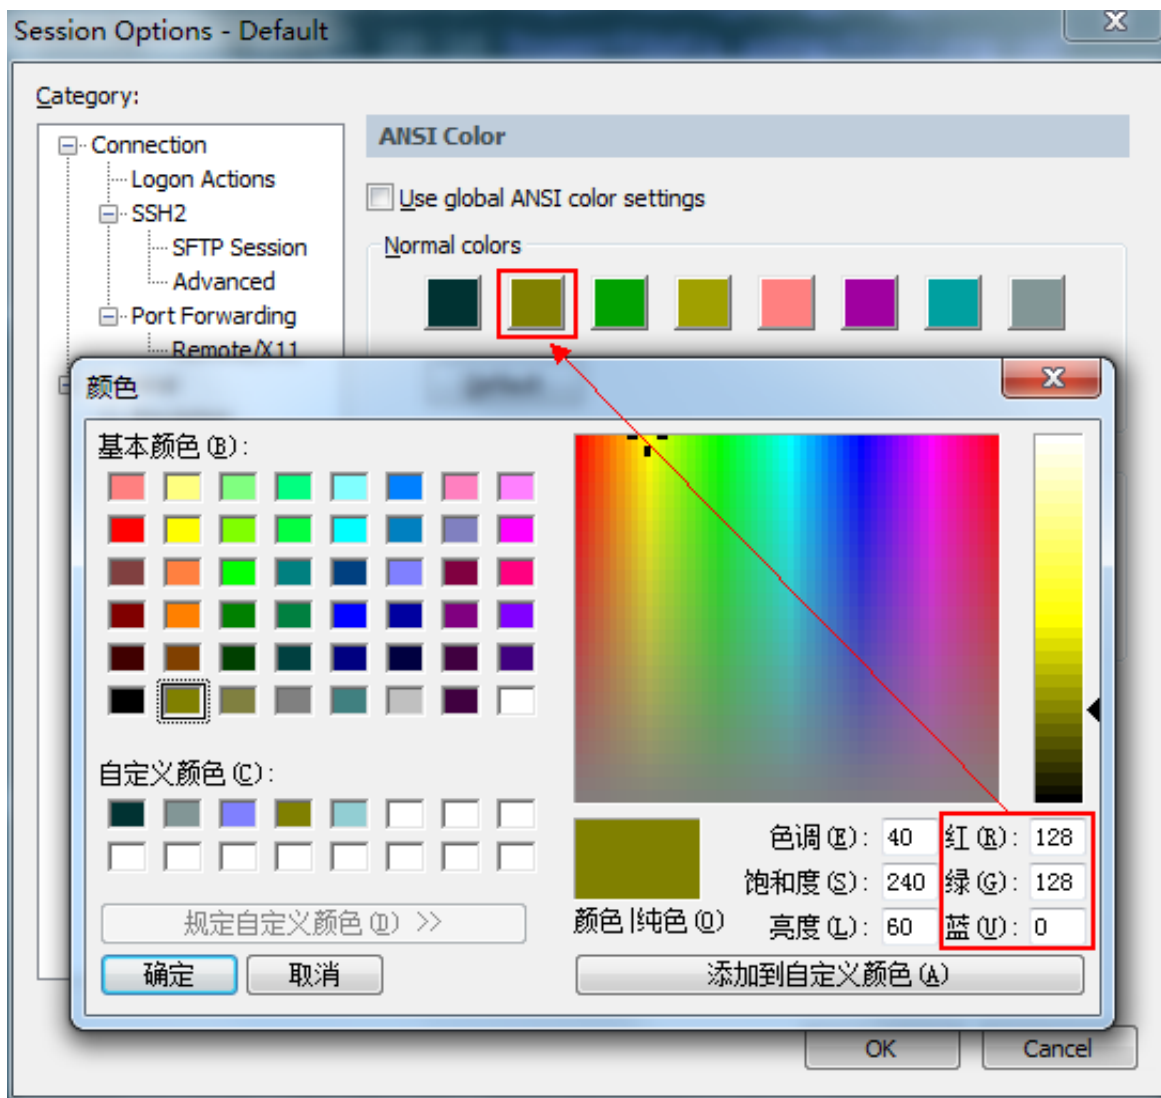 Session Options - Default
Category:
Connection
Logon Actions
SSH2
SFTP Session
Advanced
Port Forwarding
Remote/X11
ANSI Color
Use global ANSI color settings
Normal colors
颜色
基本颜色(B):
自定义颜色(C):
规定自定义颜色(D) >>
确定
取消
颜色|纯色(O)
色调(E): 40
饱和度(S): 240
亮度(L): 60
红(R): 128
绿(G): 128
蓝(U): 0
添加到自定义颜色(A)
OK
Cancel